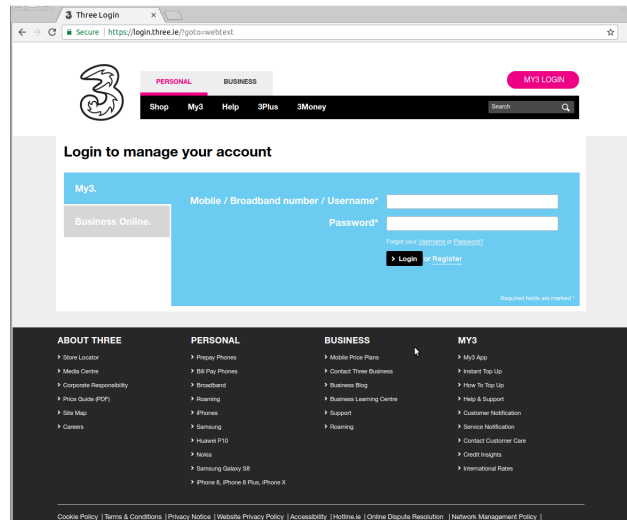 Three Login
Secure | https://login.three.ie/?goto=webtext
PERSONAL BUSINESS MY3 LOGIN
Shop My3 Help 3Plus 3Money Search
Login to manage your account
My3.
Business Online.
Mobile / Broadband number / Username*
Password*
Forgot your Username or Password?
Login or Register
Required fields are marked *
ABOUT THREE
Store Locator
Media Centre
Corporate Responsibility
Price Guide (PDF)
Site Map
Careers
PERSONAL
Prepay Phones
Bill Pay Phones
Broadband
Roaming
iPhones
Samsung
Huawei P10
Nokia
Samsung Galaxy S8
iPhone 8, iPhone 8 Plus, iPhone X
BUSINESS
Mobile Price Plans
Contact Three Business
Business Blog
Business Learning Centre
Support
Roaming
MY3
My3 App
Instant Top Up
How To Top Up
Help & Support
Customer Notification
Service Notification
Contact Customer Care
Credit Insights
International Rates
Cookie Policy | Terms & Conditions | Privacy Notice | Website Privacy Policy | Accessibility | Hotline.ie | Online Dispute Resolution | Network Management Policy |